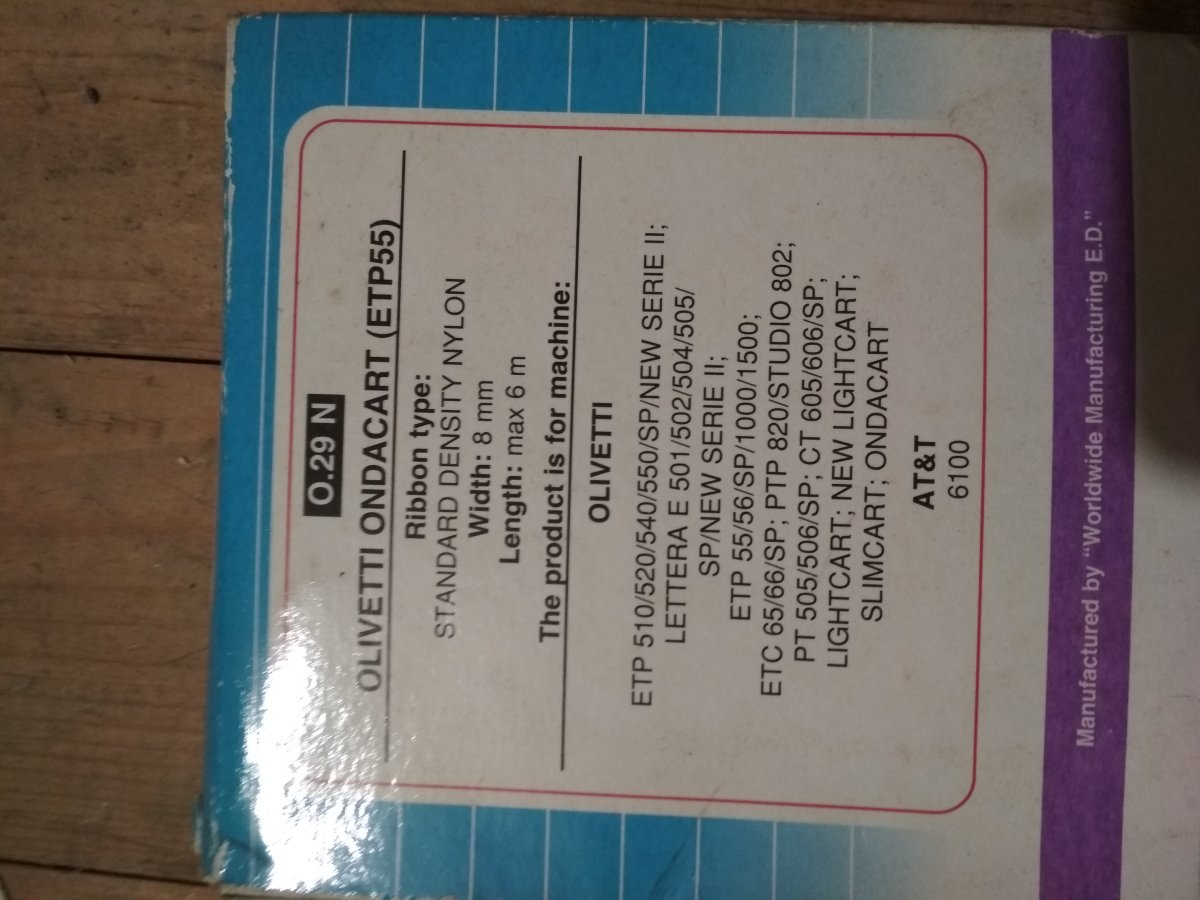 O.29 N
OLIVETTI ONDACART (ETP55)
Ribbon type:
STANDARD DENSITY NYLON
Width: 8 mm
Length: max 6 m
The product is for machine:
OLIVETTI
ETP 510/520/540/550/SP/NEW SERIE II;
LETTERA E 501/502/504/505/
SP/NEW SERIE II;
ETP 55/56/SP/1000/1500;
ETC 65/66/SP; PTP 820/STUDIO 802;
PT 505/506/SP; CT 605/606/SP;
LIGHTCART; NEW LIGHTCART;
SLIMCART; ONDACART
AT&T
6100
Manufactured by "Worldwide Manufacturing E.D."